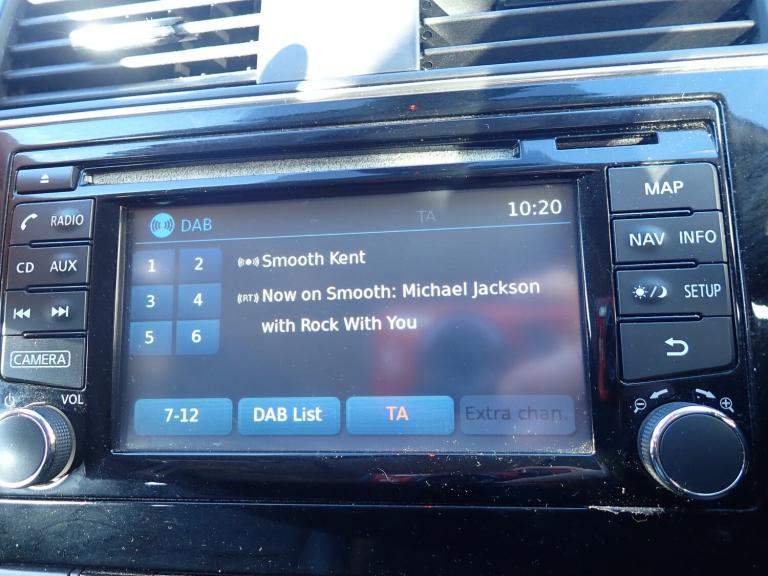 RADIO
CD AUX
CAMERA
VOL
DAB
TA
10:20
1 2
3 4
5 6
Smooth Kent
(RT) Now on Smooth: Michael Jackson
with Rock With You
7-12
DAB List
TA
Extra chan.
MAP
NAV INFO
SETUP